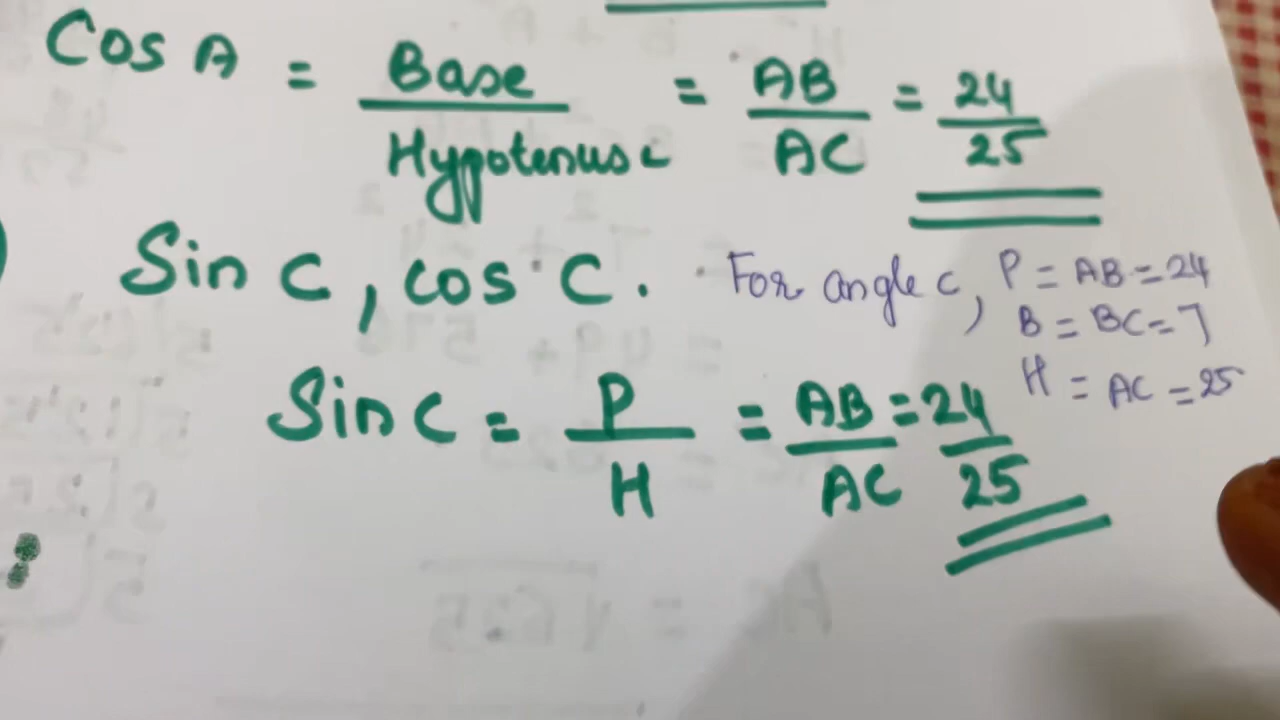 Cos A = Base / Hypotenuse = AB / AC = 24 / 25
) Sin C, cos C. For angle C, P = AB = 24
B = BC = 7
H = AC = 25
Sin C = P / H = AB / AC = 24 / 25